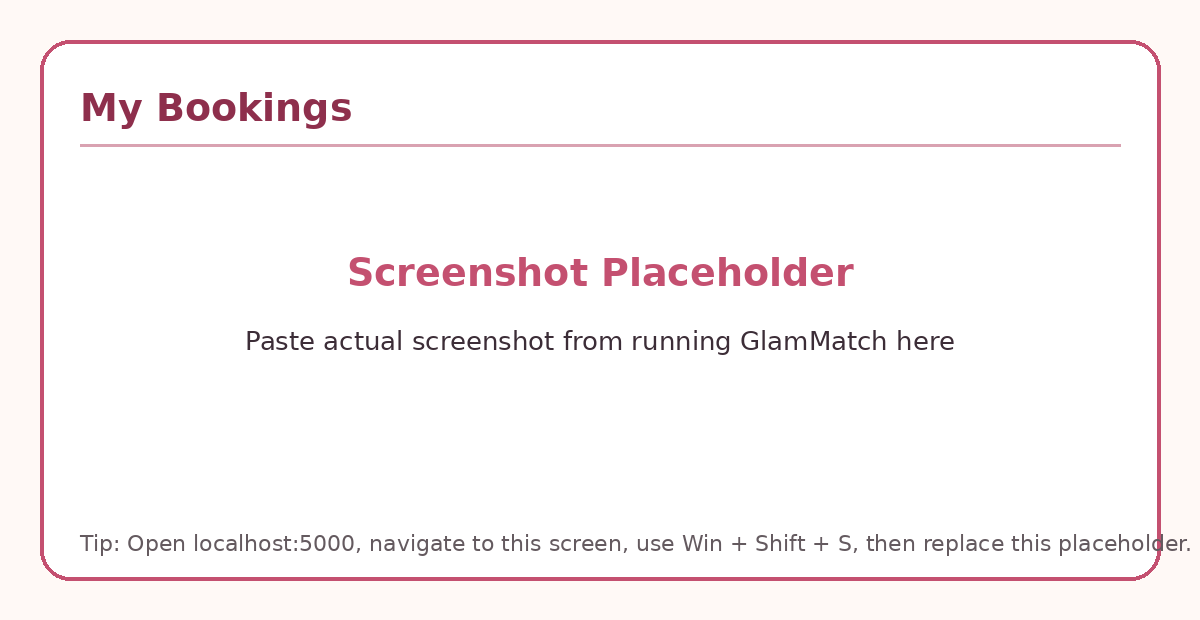 My Bookings
Screenshot Placeholder
Paste actual screenshot from running GlamMatch here
Tip: Open localhost:5000, navigate to this screen, use Win + Shift + S, then replace this placeholder.